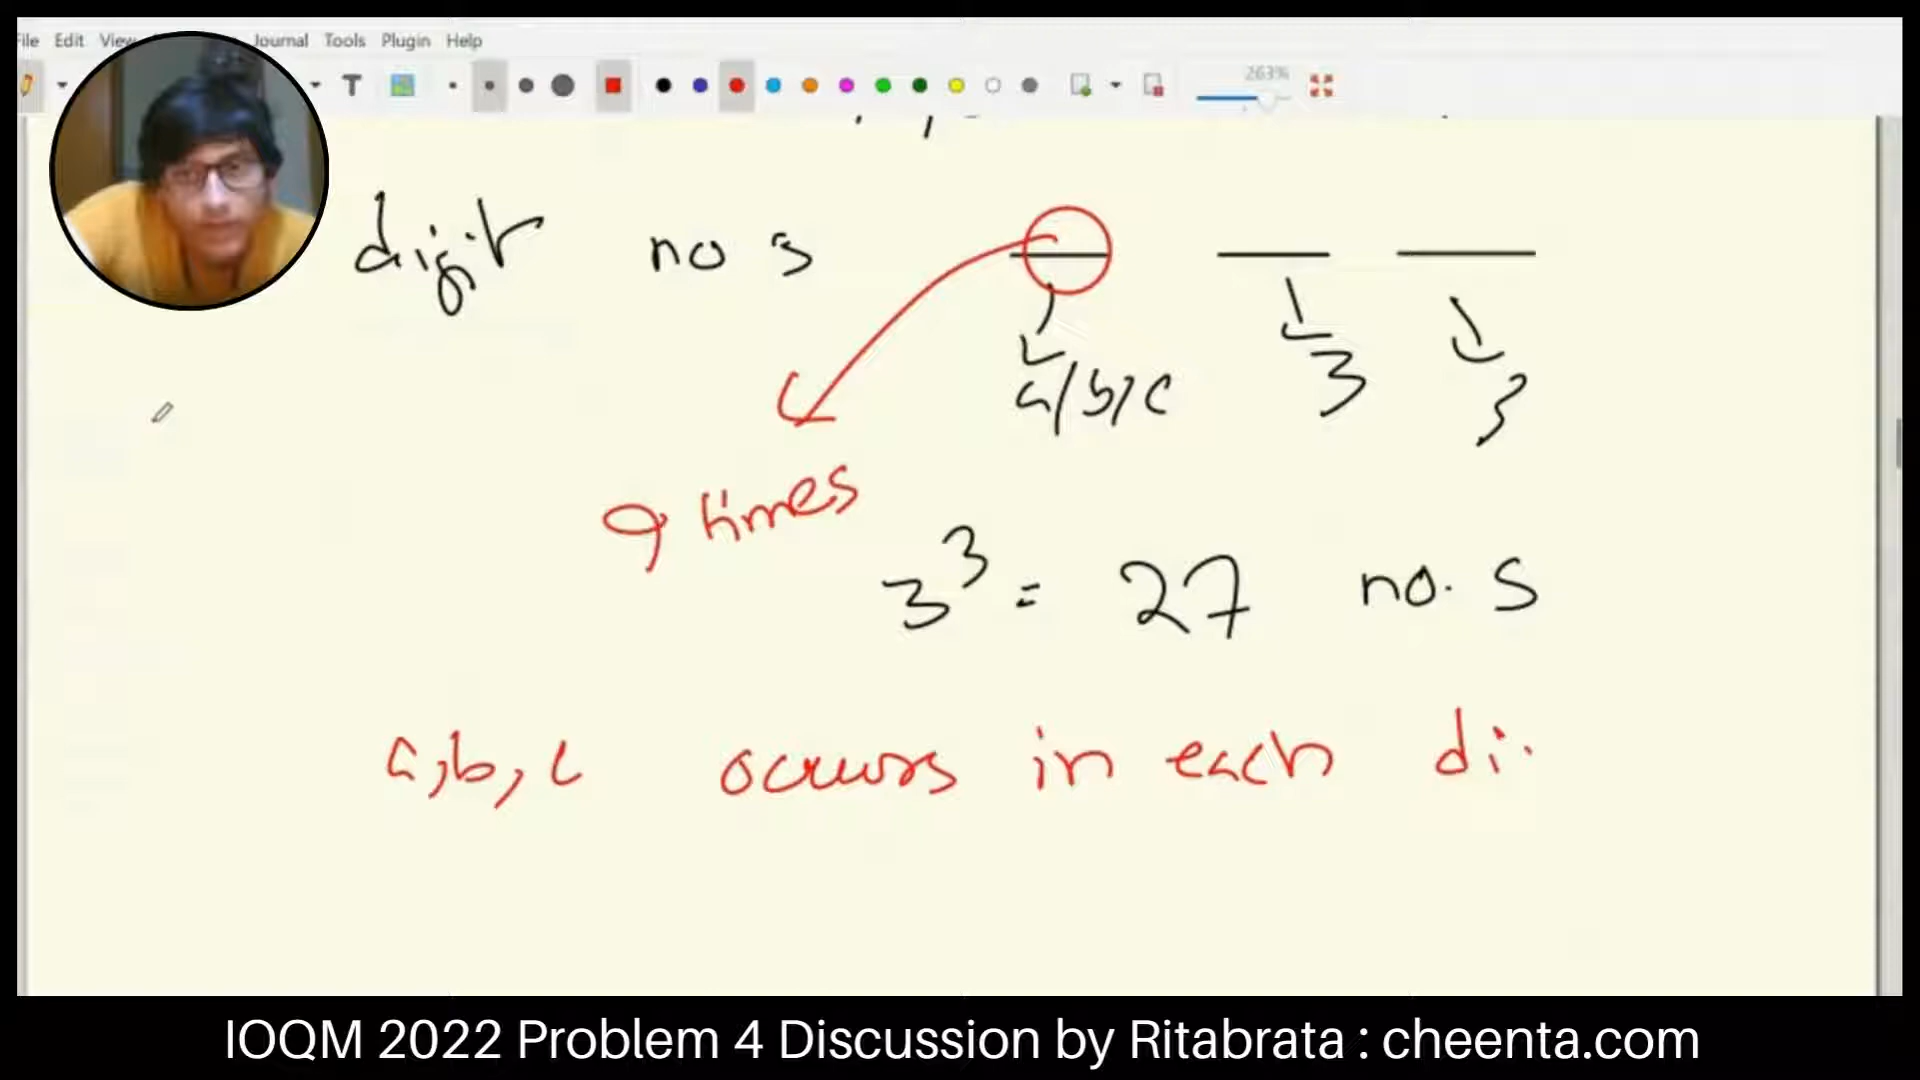 File Edit View Journal Tools Plugin Help
263%
digit no s
a/b/c 3 3
9 times
3³ = 27 no. s
a,b,c occurs in each di
IOQM 2022 Problem 4 Discussion by Ritabrata : cheenta.com